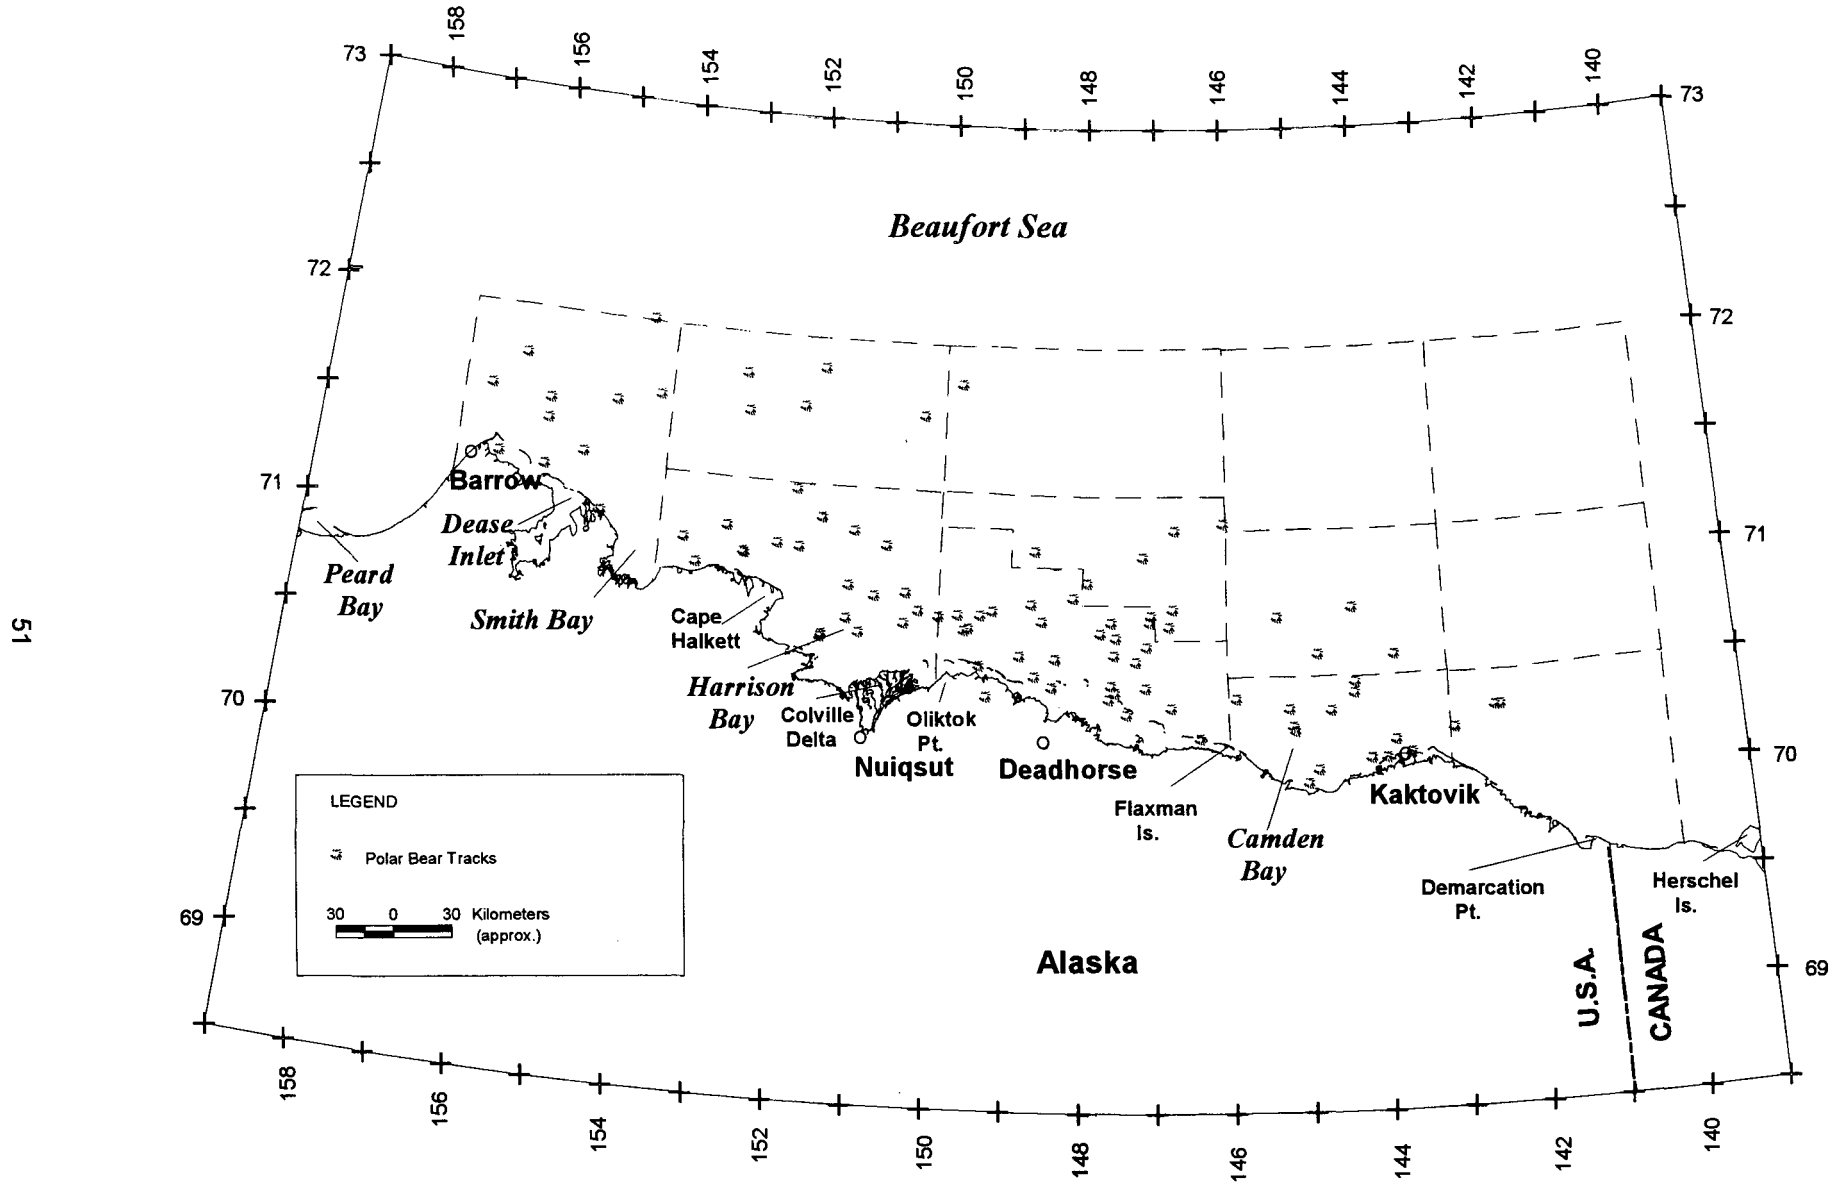 158
156
154
152
150
148
146
144
142
140
73
73
Beaufort Sea
72
72
71
71
Barrow
Dease
Inlet
Peard
Bay
Smith Bay
Cape
Halkett
51
70
70
Harrison
Bay
Colville
Delta
Oliktok
Pt.
Nuiqsut
Deadhorse
Flaxman
Is.
Kaktovik
Camden
Bay
Demarcation
Pt.
Herschel
Is.
LEGEND
Polar Bear Tracks
30 0 30 Kilometers
(approx.)
69
69
Alaska
U.S.A.
CANADA
158
156
154
152
150
148
146
144
142
140